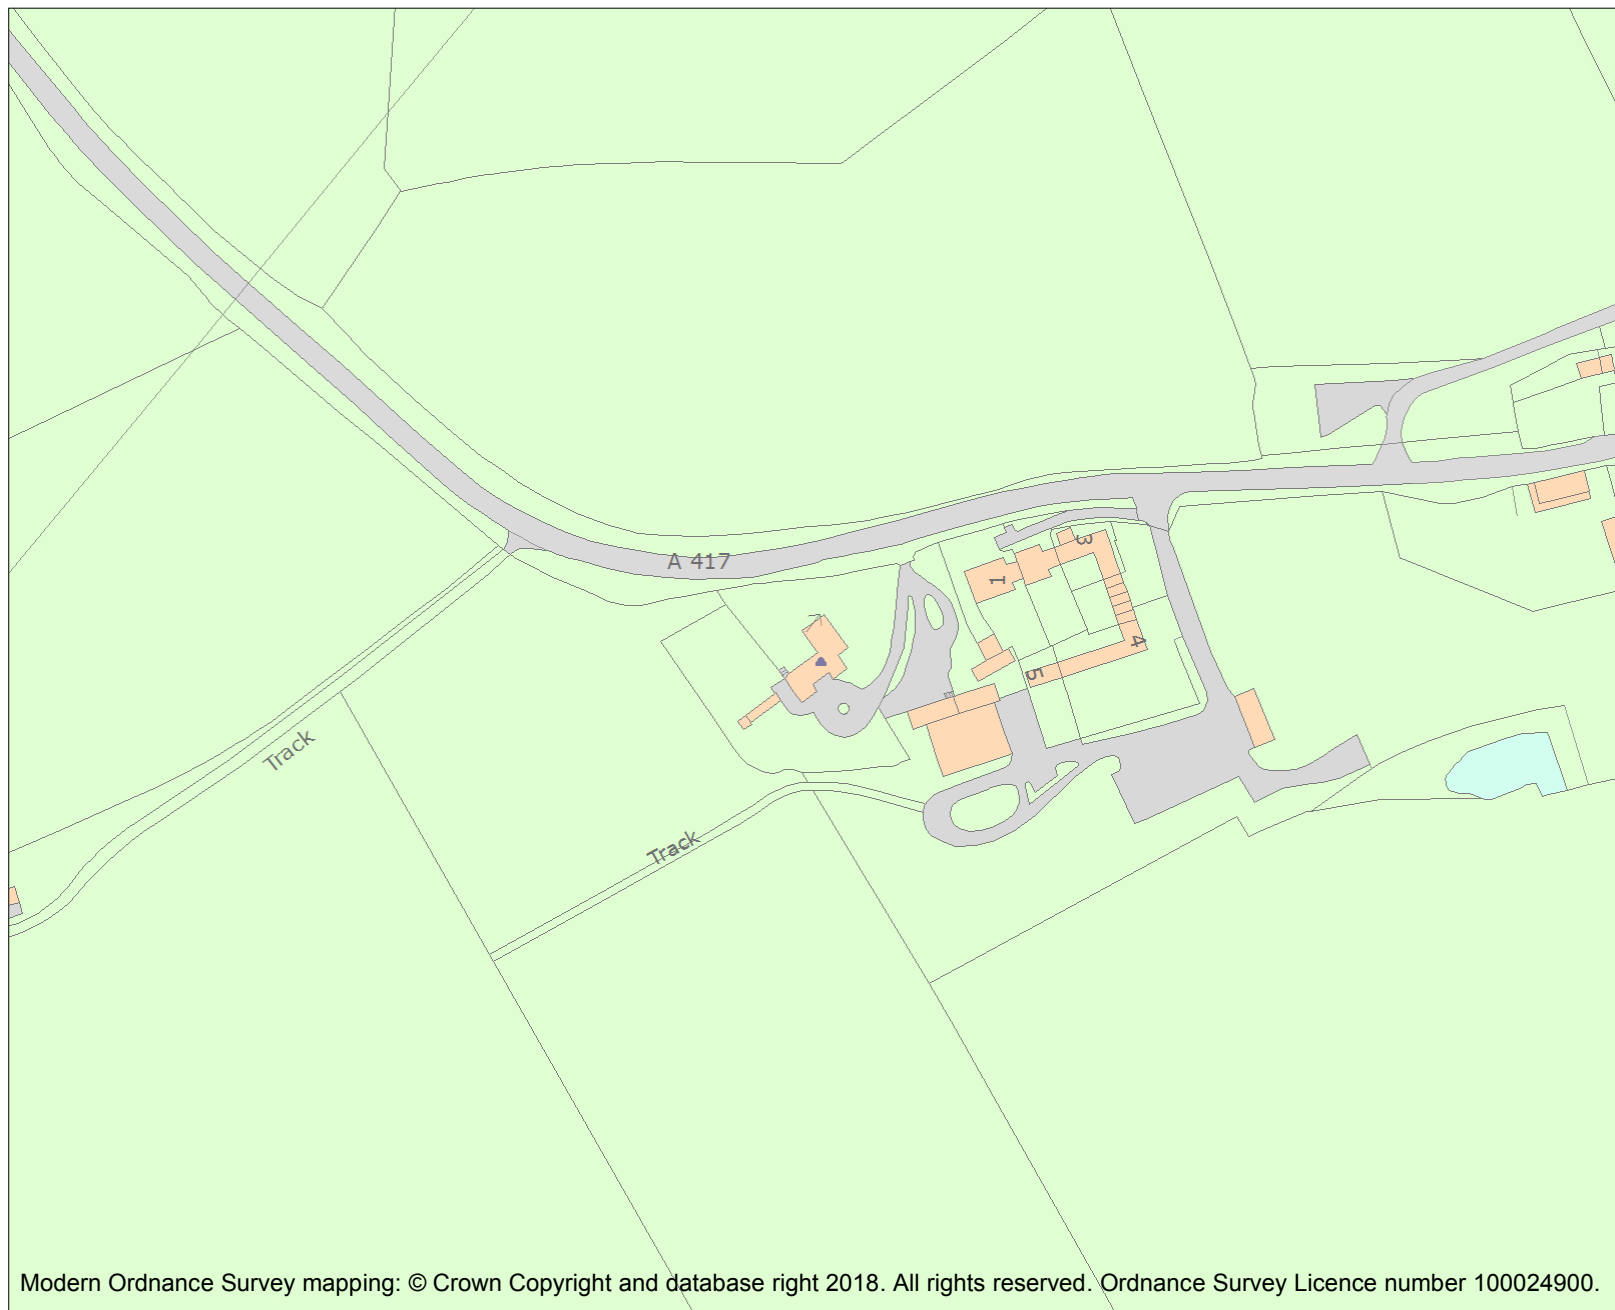 A 417
3
1
4
5
Track
Track
Modern Ordnance Survey mapping: © Crown Copyright and database right 2018. All rights reserved. Ordnance Survey Licence number 100024900.